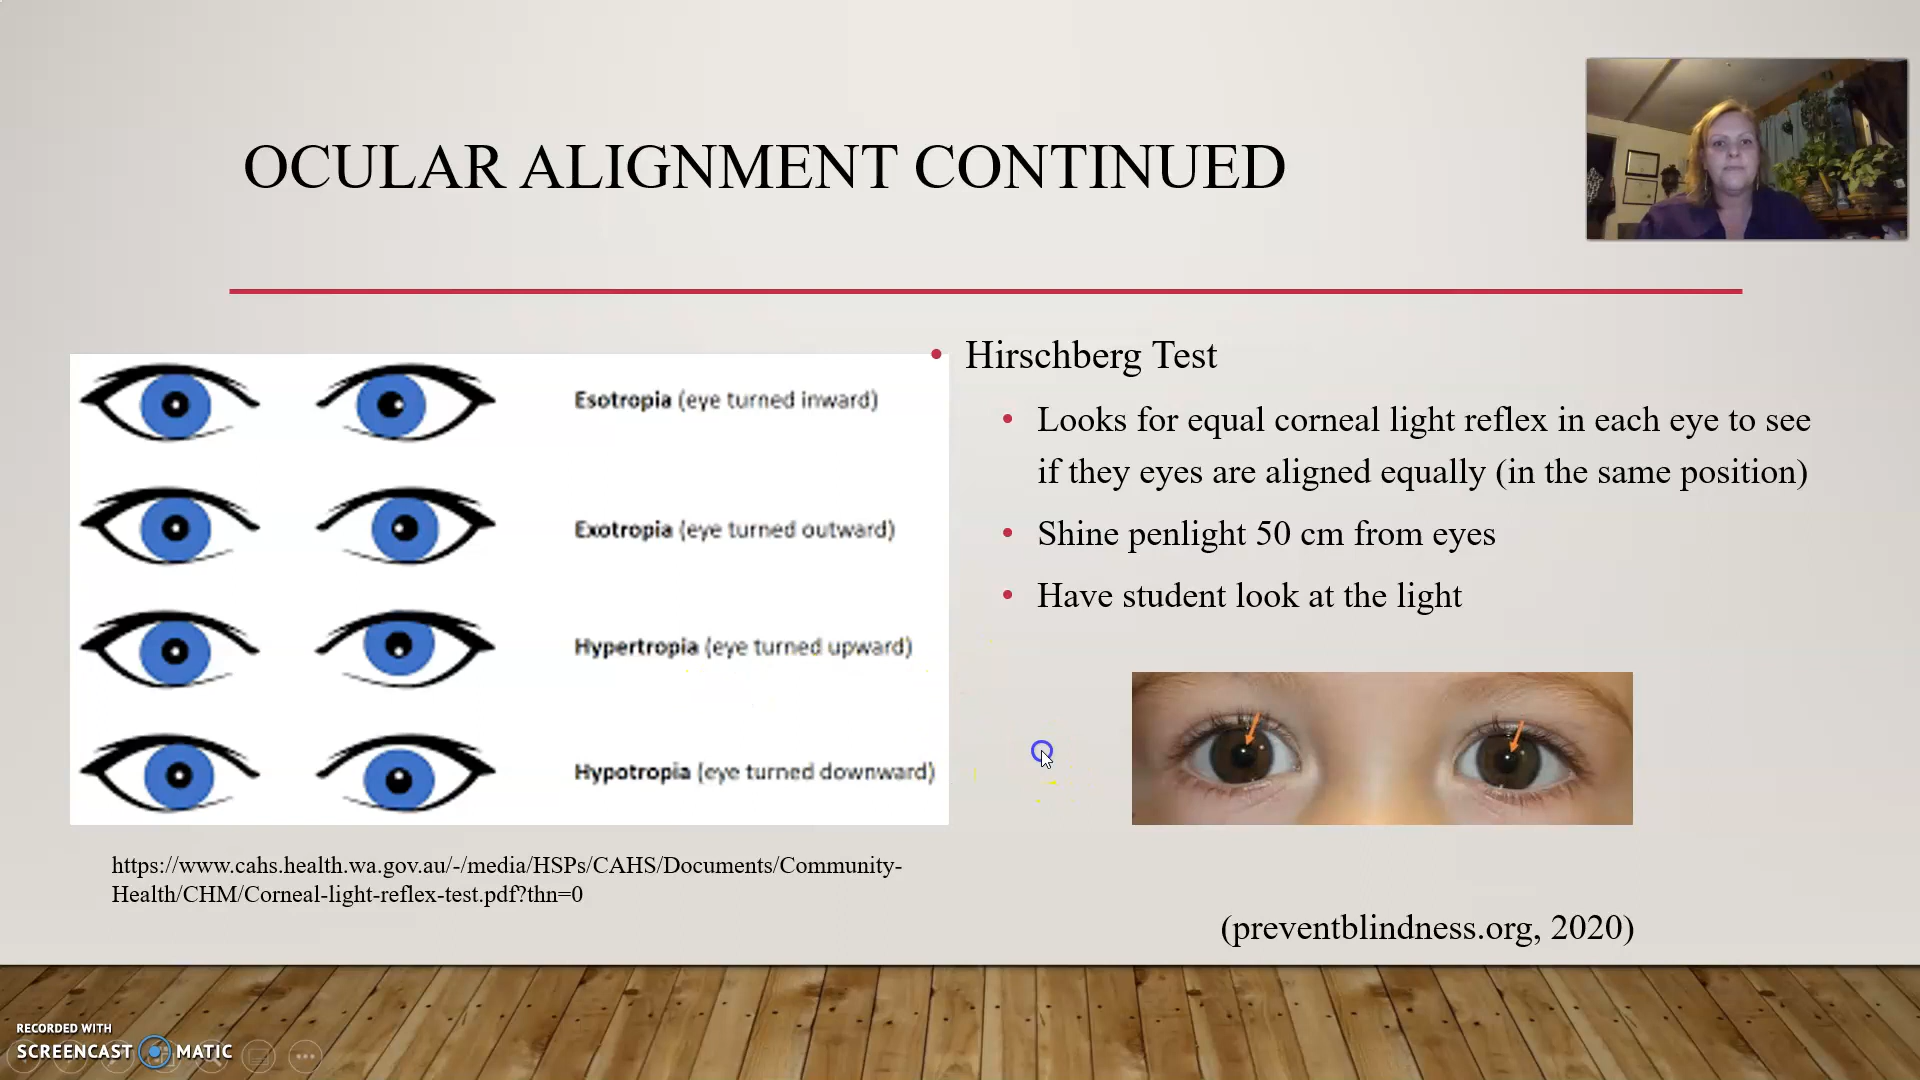 OCULAR ALIGNMENT CONTINUED
Esotropia (eye turned inward)
Exotropia (eye turned outward)
Hypertropia (eye turned upward)
Hypotropia (eye turned downward)
https://www.cahs.health.wa.gov.au/-/media/HSPs/CAHS/Documents/Community-
Health/CHM/Corneal-light-reflex-test.pdf?thn=0
• Hirschberg Test
• Looks for equal corneal light reflex in each eye to see
if they eyes are aligned equally (in the same position)
• Shine penlight 50 cm from eyes
• Have student look at the light
(preventblindness.org, 2020)
RECORDED WITH
SCREENCAST MATIC